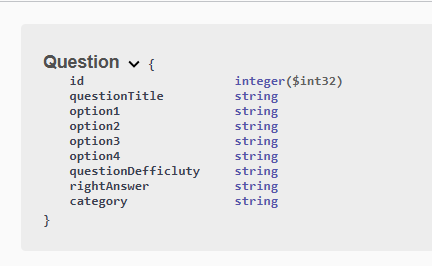 Question {
id integer($int32)
questionTitle string
option1 string
option2 string
option3 string
option4 string
questionDefficluty string
rightAnswer string
category string
}